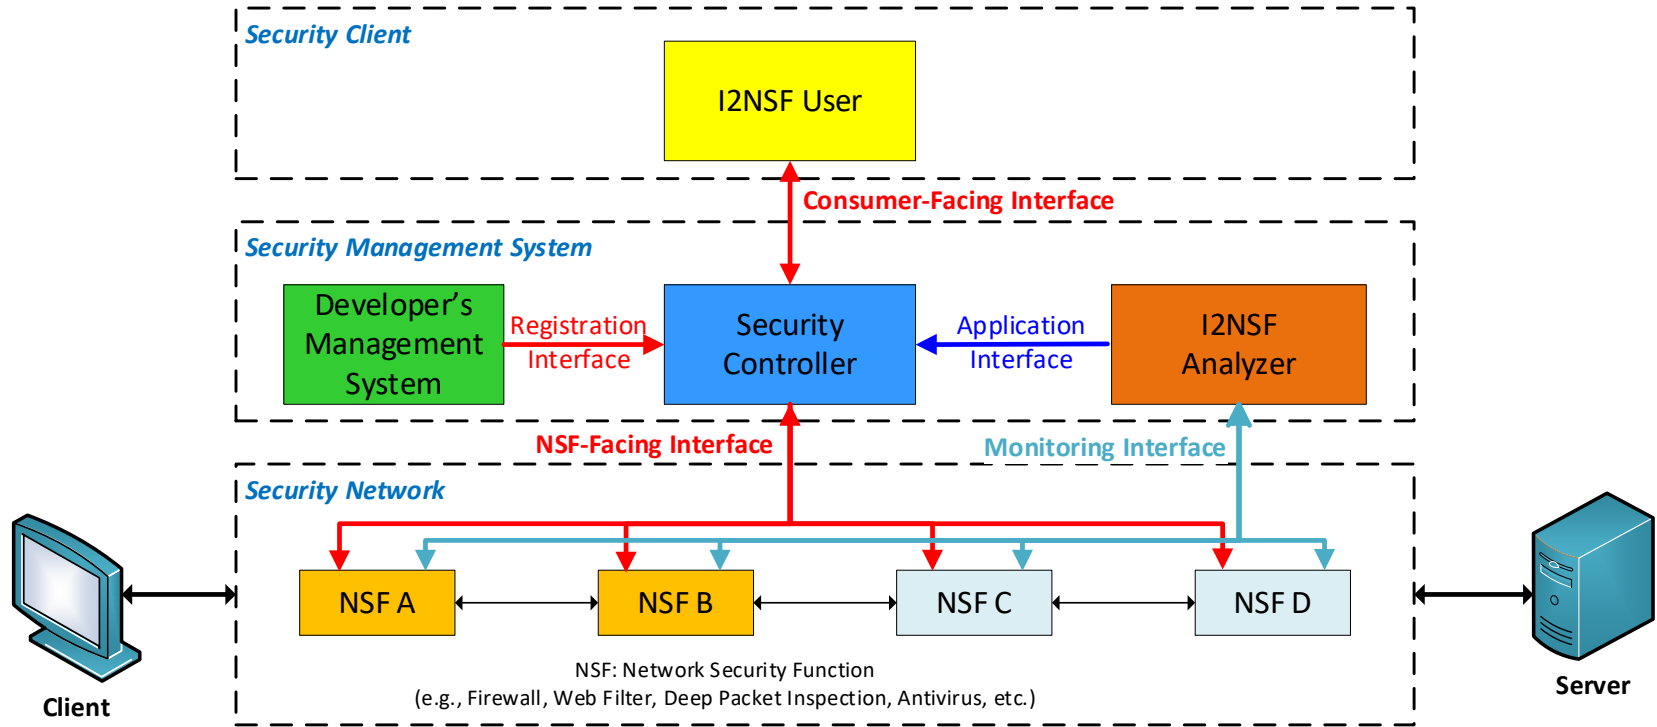 Security Client
I2NSF User
Consumer-Facing Interface
Security Management System
Developer's
Management
System
Registration
Interface
Security
Controller
Application
Interface
I2NSF
Analyzer
NSF-Facing Interface
Monitoring Interface
Security Network
NSF A
NSF B
NSF C
NSF D
NSF: Network Security Function
(e.g., Firewall, Web Filter, Deep Packet Inspection, Antivirus, etc.)
Client
Server